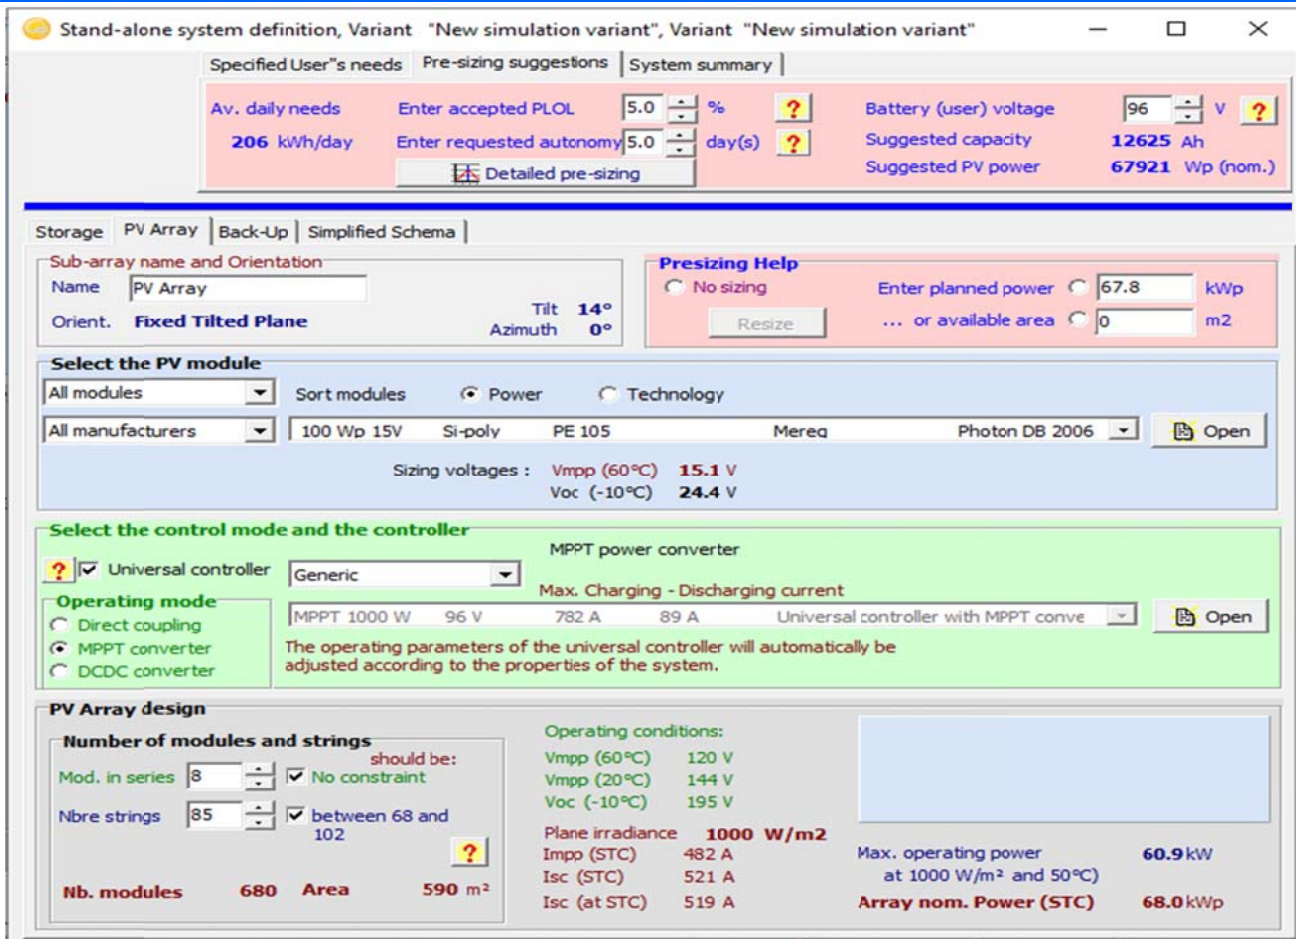 Stand-alone system definition, Variant "New simulation variant", Variant "New simulation variant"
Specified User"s needs Pre-sizing suggestions System summary
Av. daily needs Enter accepted PLOL 5.0 % ? Battery (user) voltage 96 V ?
206 kWh/day Enter requested autonomy 5.0 day(s) ? Suggested capacity 12625 Ah
Detailed pre-sizing Suggested PV power 67921 Wp (nom.)
Storage PV Array Back-Up Simplified Schema
Sub-array name and Orientation
Name PV Array
Orient. Fixed Tilted Plane
Tilt 14°
Azimuth 0°
Presizing Help
No sizing Enter planned power 67.8 kWp
Resize ... or available area 0 m2
Select the PV module
All modules Sort modules Power Technology
All manufacturers 100 Wp 15V Si-poly PE 105 Mereg Photon DB 2006 Open
Sizing voltages : Vmpp (60°C) 15.1 V
Voc (-10°C) 24.4 V
Select the control mode and the controller
? Universal controller Generic MPPT power converter
Max. Charging - Discharging current
Operating mode
Direct coupling
MPPT converter
DCDC converter
MPPT 1000 W 96 V 782 A 89 A Universal controller with MPPT conve Open
The operating parameters of the universal controller will automatically be
adjusted according to the properties of the system.
PV Array design
Number of modules and strings
should be:
Mod. in series 8 No constraint
Nbre strings 85 between 68 and
102
?
Nb. modules 680 Area 590 m²
Operating conditions:
Vmpp (60°C) 120 V
Vmpp (20°C) 144 V
Voc (-10°C) 195 V
Plane irradiance 1000 W/m2
Impp (STC) 482 A
Isc (STC) 521 A
Isc (at STC) 519 A
Max. operating power 60.9 kW
at 1000 W/m² and 50°C)
Array nom. Power (STC) 68.0 kWp